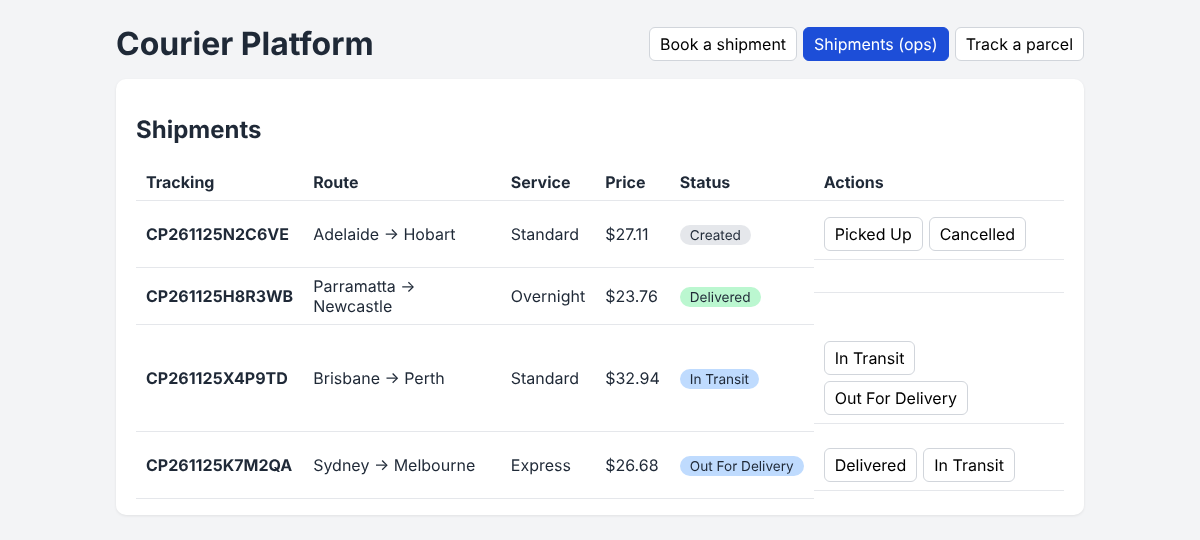 Courier Platform
Book a shipment Shipments (ops) Track a parcel
Shipments
Tracking Route Service Price Status Actions
CP261125N2C6VE Adelaide → Hobart Standard $27.11 Created Picked Up Cancelled
CP261125H8R3WB Parramatta → Newcastle Overnight $23.76 Delivered
CP261125X4P9TD Brisbane → Perth Standard $32.94 In Transit In Transit Out For Delivery
CP261125K7M2QA Sydney → Melbourne Express $26.68 Out For Delivery Delivered In Transit